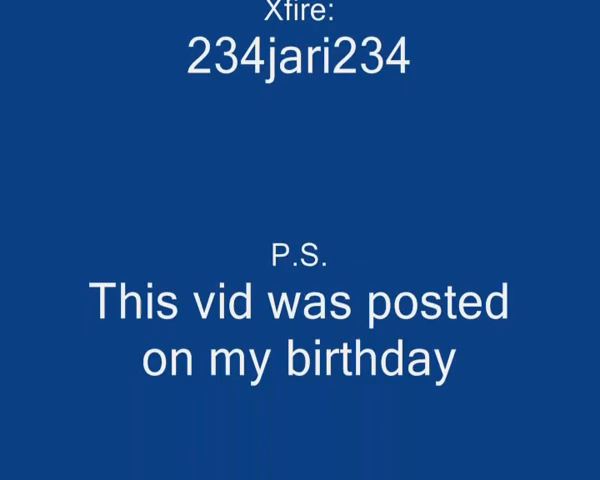 Xfire:
234jari234
P.S.
This vid was posted
on my birthday